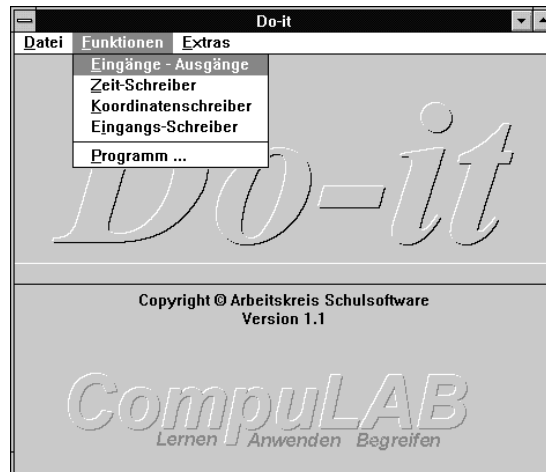 Do-it
Datei Funktionen Extras
Eingänge - Ausgänge
Zeit-Schreiber
Koordinatenschreiber
Eingangs-Schreiber
Programm ...
Do-it
Copyright © Arbeitskreis Schulsoftware
Version 1.1
CompuLAB
Lernen Anwenden Begreifen